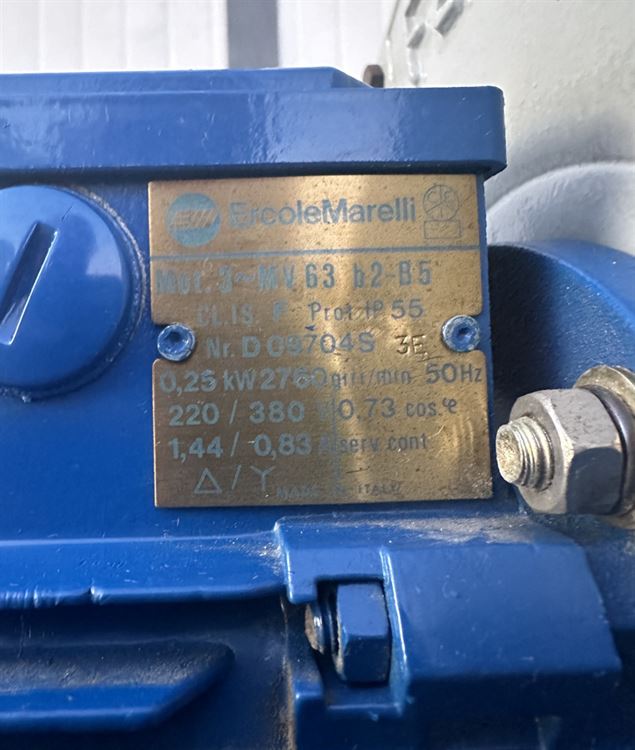 EM ErcoleMarelli
Mot. 3~MV 63 b2-B5
CL.IS. F Prot.IP 55
Nr. D 09704S 3E
0,25 kW 2760 giri/min 50Hz
220 / 380 V 0,73 cos.φ
1,44 / 0,83 A serv. cont.
△ / Y MADE IN ITALY